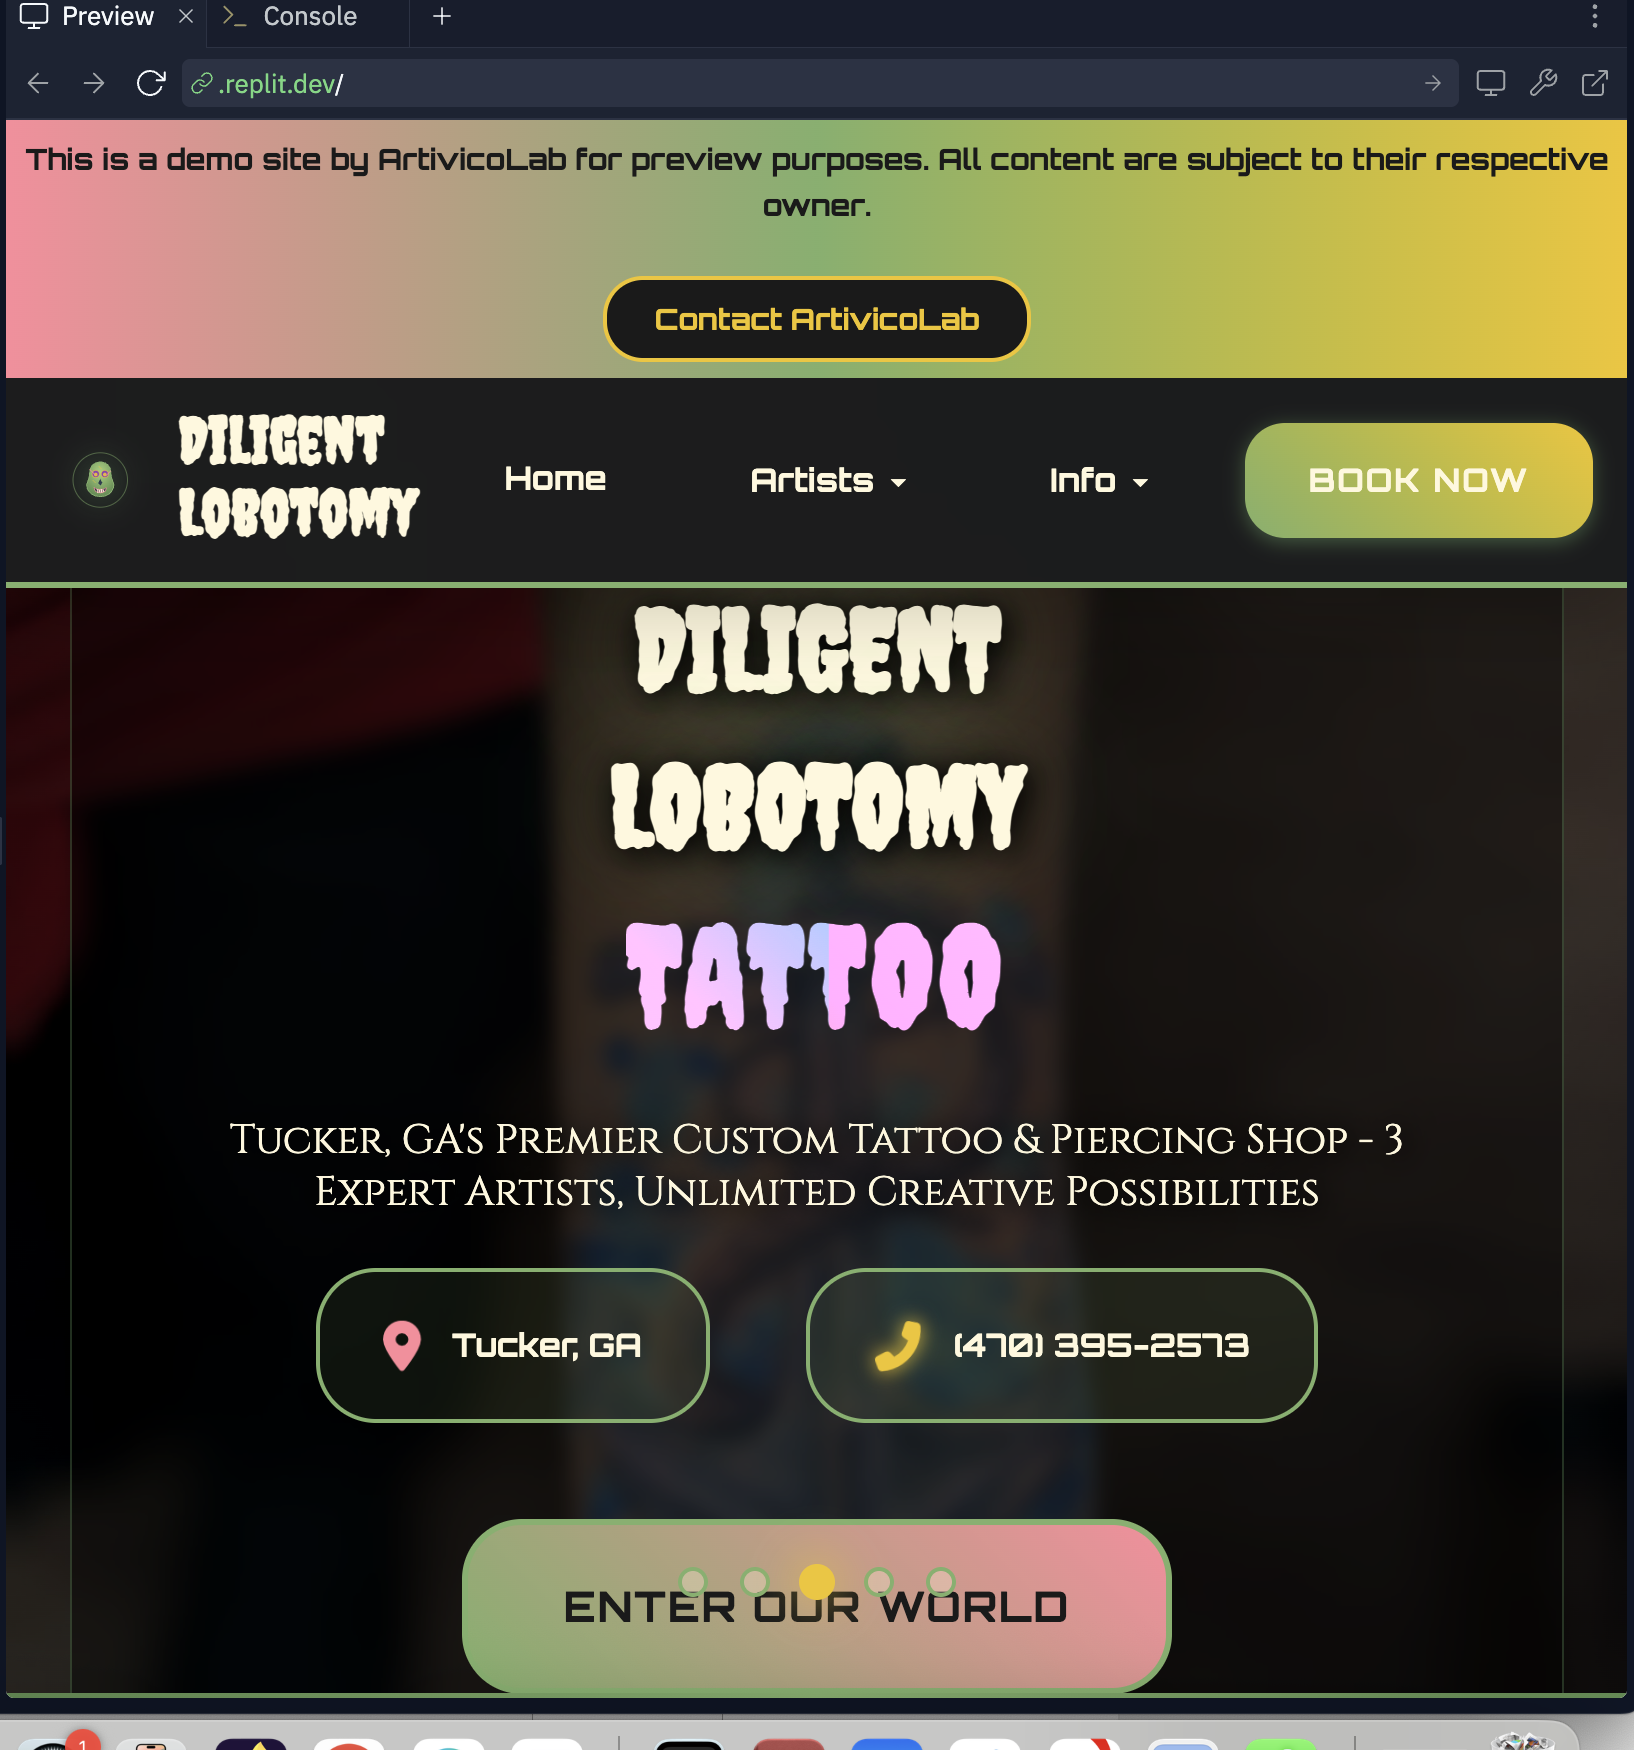 Preview
Console
.replit.dev/
This is a demo site by ArtivicoLab for preview purposes. All content are subject to their respective
owner.
Contact ArtivicoLab
DILIGENT
LOBOTOMY
Home
Artists
Info
BOOK NOW
DILIGENT
LOBOTOMY
TATTOO
Tucker, GA's Premier Custom Tattoo & Piercing Shop - 3
Expert Artists, Unlimited Creative Possibilities
Tucker, GA
(470) 395-2573
ENTER OUR WORLD
1